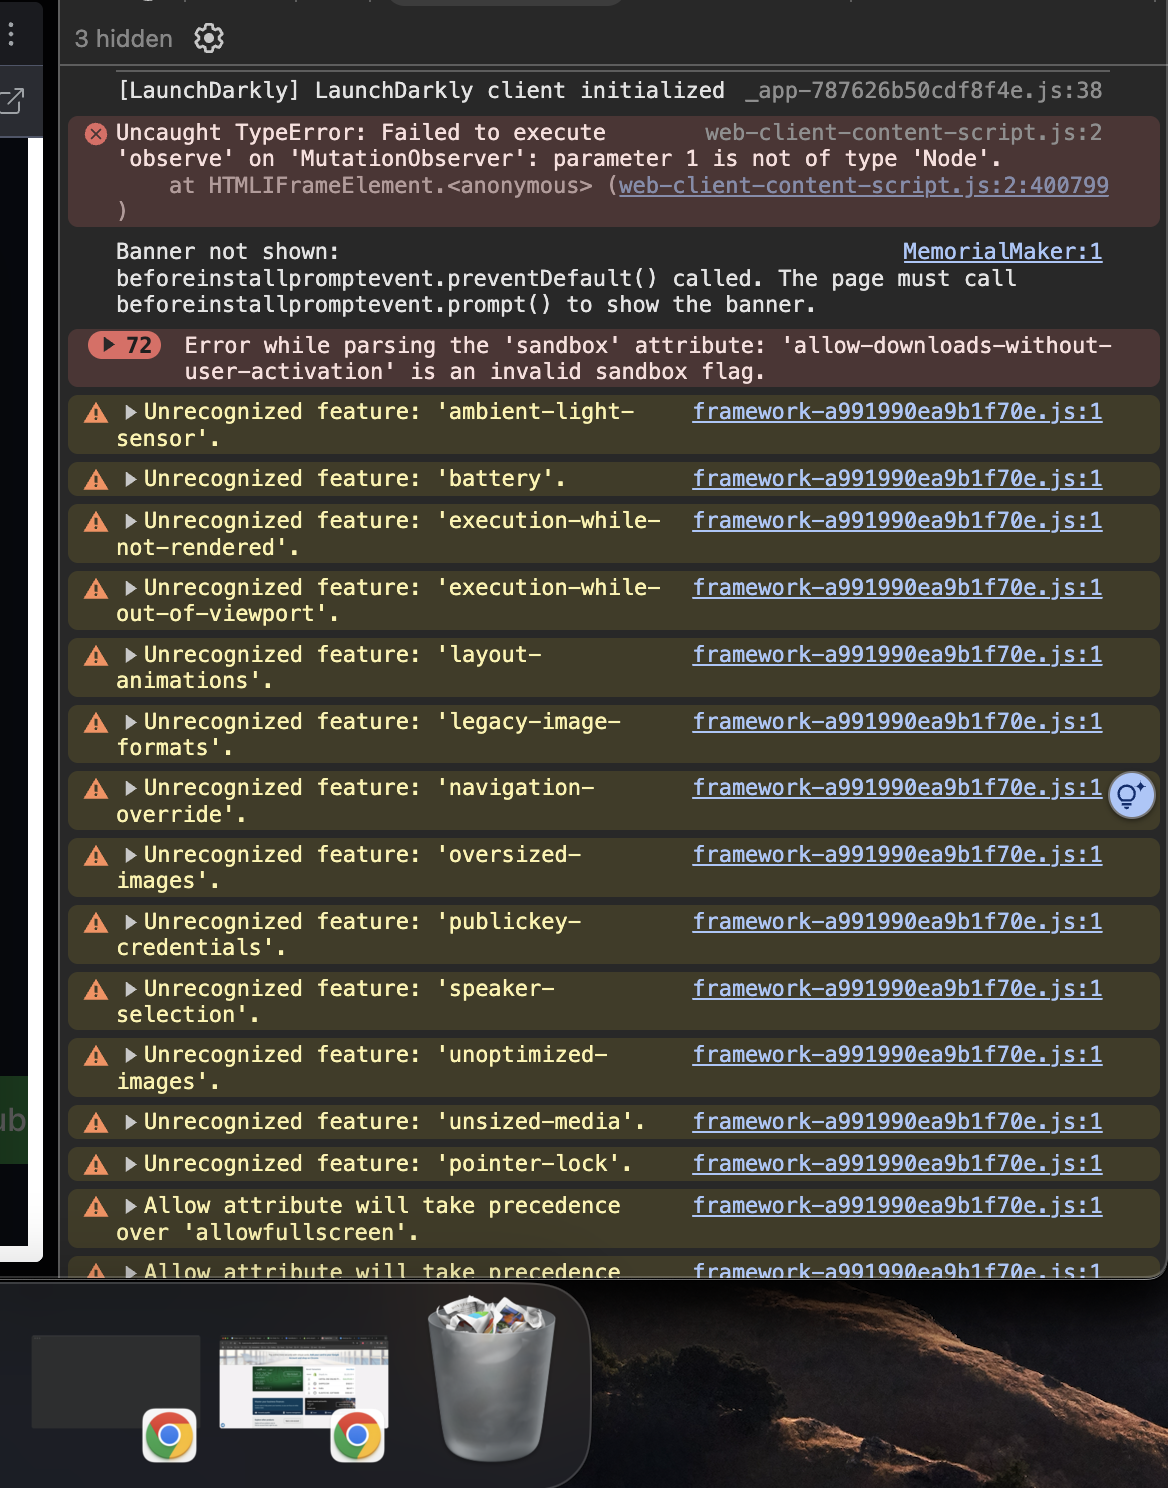 3 hidden
[LaunchDarkly] LaunchDarkly client initialized _app-787626b50cdf8f4e.js:38
Uncaught TypeError: Failed to execute web-client-content-script.js:2
'observe' on 'MutationObserver': parameter 1 is not of type 'Node'.
at HTMLIFrameElement.<anonymous> (web-client-content-script.js:2:400799
)
Banner not shown: MemorialMaker:1
beforeinstallpromptevent.preventDefault() called. The page must call
beforeinstallpromptevent.prompt() to show the banner.
72 Error while parsing the 'sandbox' attribute: 'allow-downloads-without-
user-activation' is an invalid sandbox flag.
Unrecognized feature: 'ambient-light- framework-a991990ea9b1f70e.js:1
sensor'.
Unrecognized feature: 'battery'. framework-a991990ea9b1f70e.js:1
Unrecognized feature: 'execution-while- framework-a991990ea9b1f70e.js:1
not-rendered'.
Unrecognized feature: 'execution-while- framework-a991990ea9b1f70e.js:1
out-of-viewport'.
Unrecognized feature: 'layout- framework-a991990ea9b1f70e.js:1
animations'.
Unrecognized feature: 'legacy-image- framework-a991990ea9b1f70e.js:1
formats'.
Unrecognized feature: 'navigation- framework-a991990ea9b1f70e.js:1
override'.
Unrecognized feature: 'oversized- framework-a991990ea9b1f70e.js:1
images'.
Unrecognized feature: 'publickey- framework-a991990ea9b1f70e.js:1
credentials'.
Unrecognized feature: 'speaker- framework-a991990ea9b1f70e.js:1
selection'.
Unrecognized feature: 'unoptimized- framework-a991990ea9b1f70e.js:1
images'.
ub
Unrecognized feature: 'unsized-media'. framework-a991990ea9b1f70e.js:1
Unrecognized feature: 'pointer-lock'. framework-a991990ea9b1f70e.js:1
Allow attribute will take precedence framework-a991990ea9b1f70e.js:1
over 'allowfullscreen'.
Allow attribute will take precedence framework-a991990ea9b1f70e.js:1